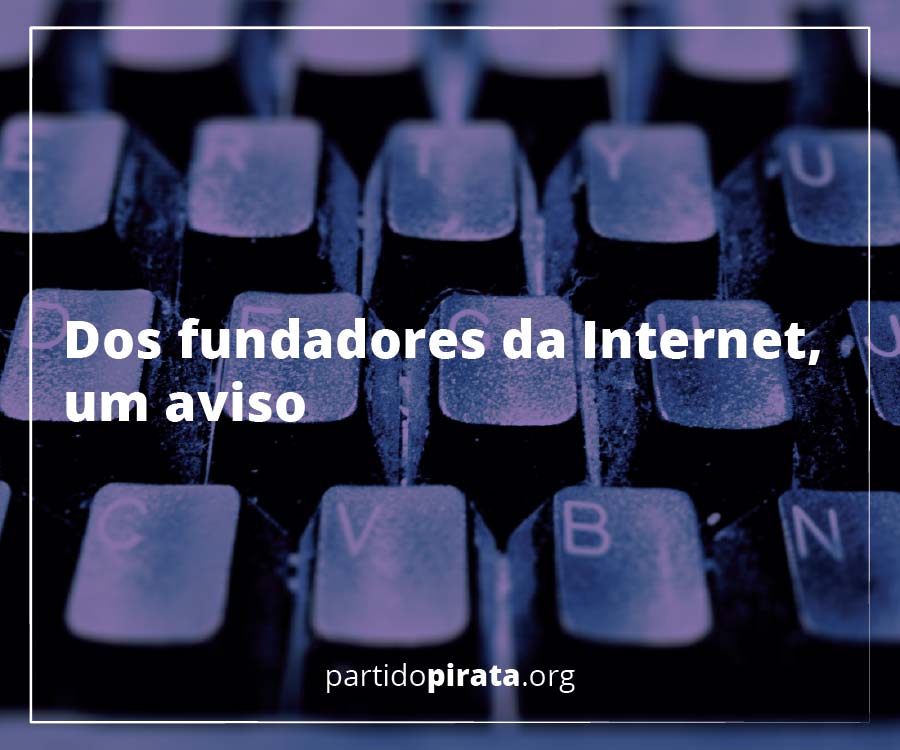 E R T Y U
Dos fundadores da Internet,
um aviso
C V B N
partidopirata.org